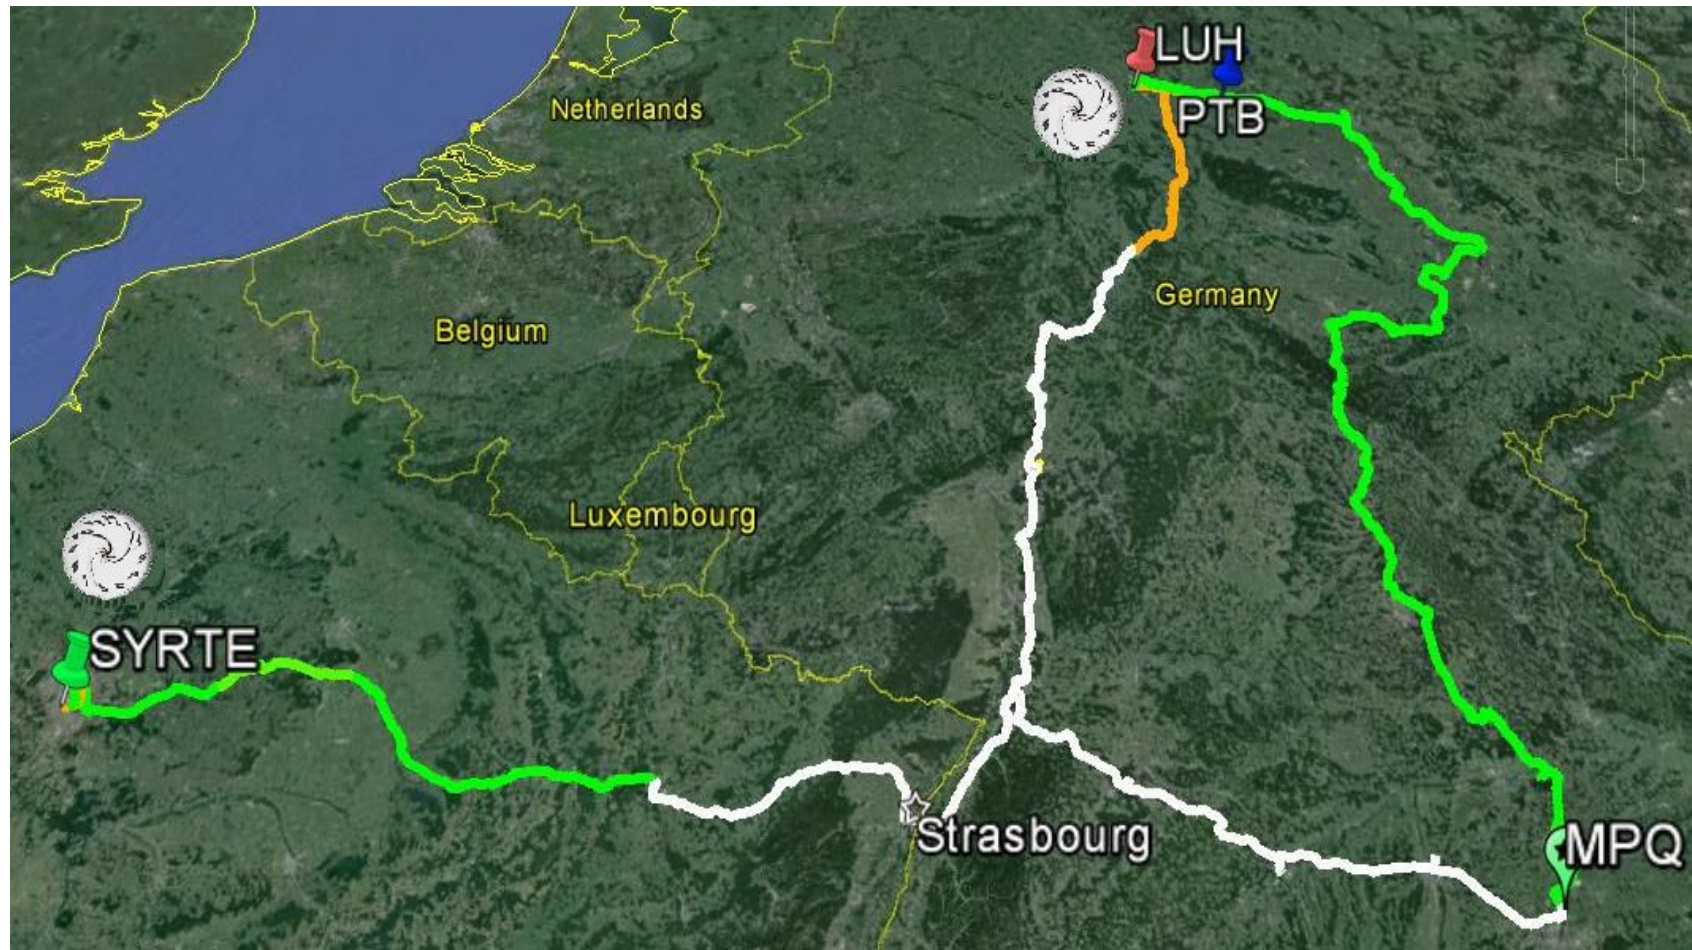 LUH
Netherlands
PTB
Germany
Belgium
Luxembourg
SYRTE
Strasbourg
MPQ